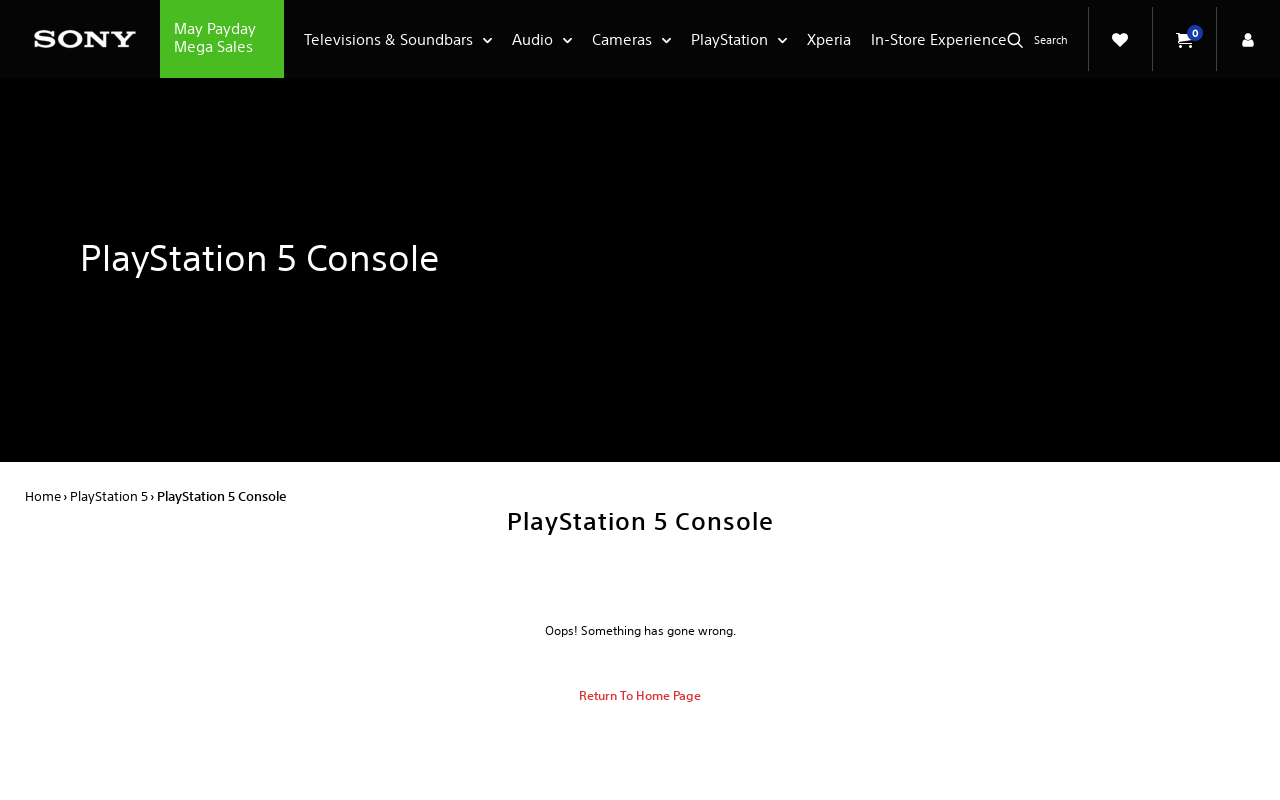 SONY
May Payday
Mega Sales
Televisions & Soundbars
Audio
Cameras
PlayStation
Xperia
In-Store Experience
Search
0
PlayStation 5 Console
Home › PlayStation 5 › PlayStation 5 Console
PlayStation 5 Console
Oops! Something has gone wrong.
Return To Home Page